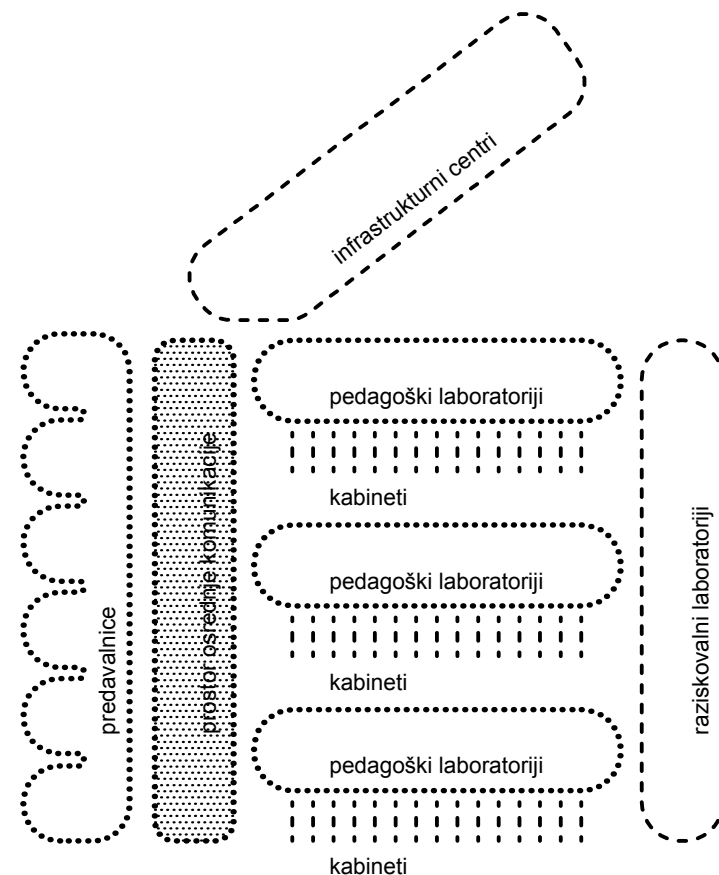 infrastrukturni centri
predavalnice
prostor osrednje komunikacije
pedagoški laboratoriji
kabineti
pedagoški laboratoriji
kabineti
pedagoški laboratoriji
kabineti
raziskovalni laboratoriji